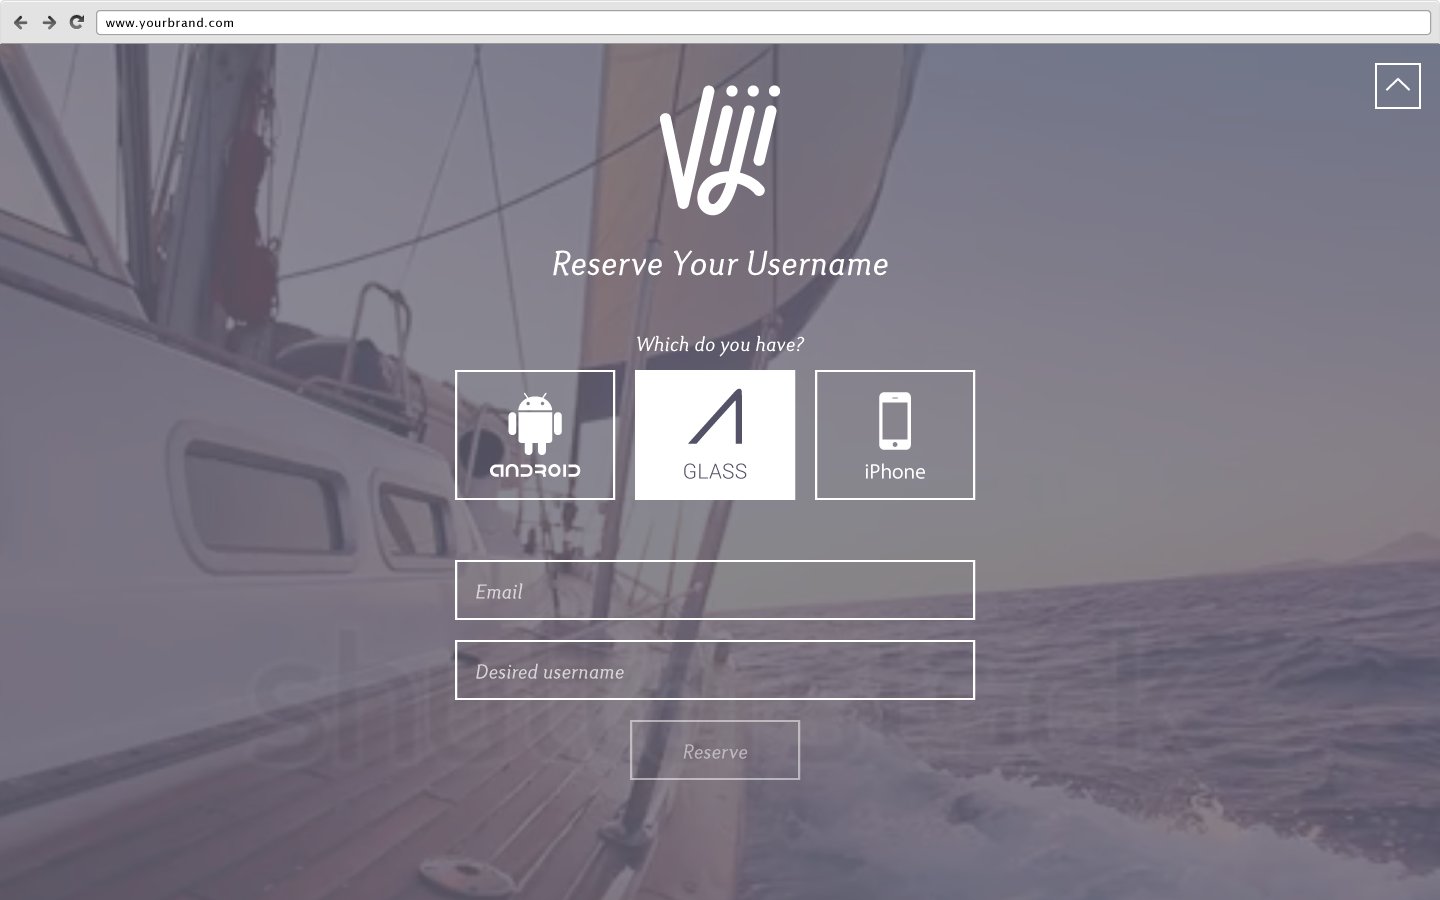 www.yourbrand.com
Viji
Reserve Your Username
Which do you have?
ANDROID
GLASS
iPhone
Email
Desired username
Reserve